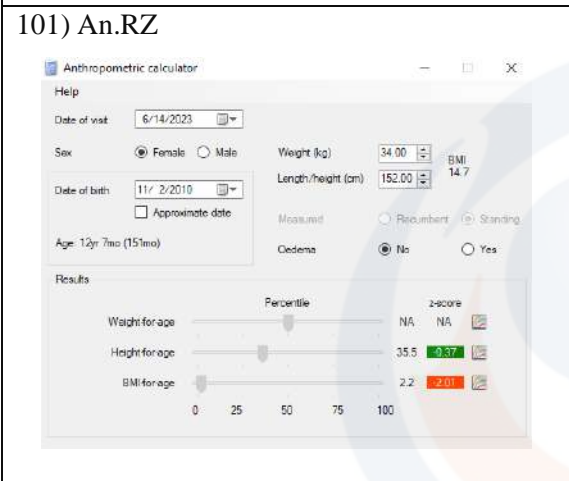 101) An.RZ
Anthropometric calculator
Help
Date of visit 6/14/2023
Sex Female Male Weight (kg) 34.00 BMI
Length/height (cm) 152.00 14.7
Date of birth 11/ 2/2010
Approximate date Measured Recumbent Standing
Age: 12yr 7mo (151mo) Oedema No Yes
Results
Percentile z-score
Weight-for-age NA NA
Height-for-age 35.5 -0.37
BMI-for-age 2.2 -2.01
0 25 50 75 100